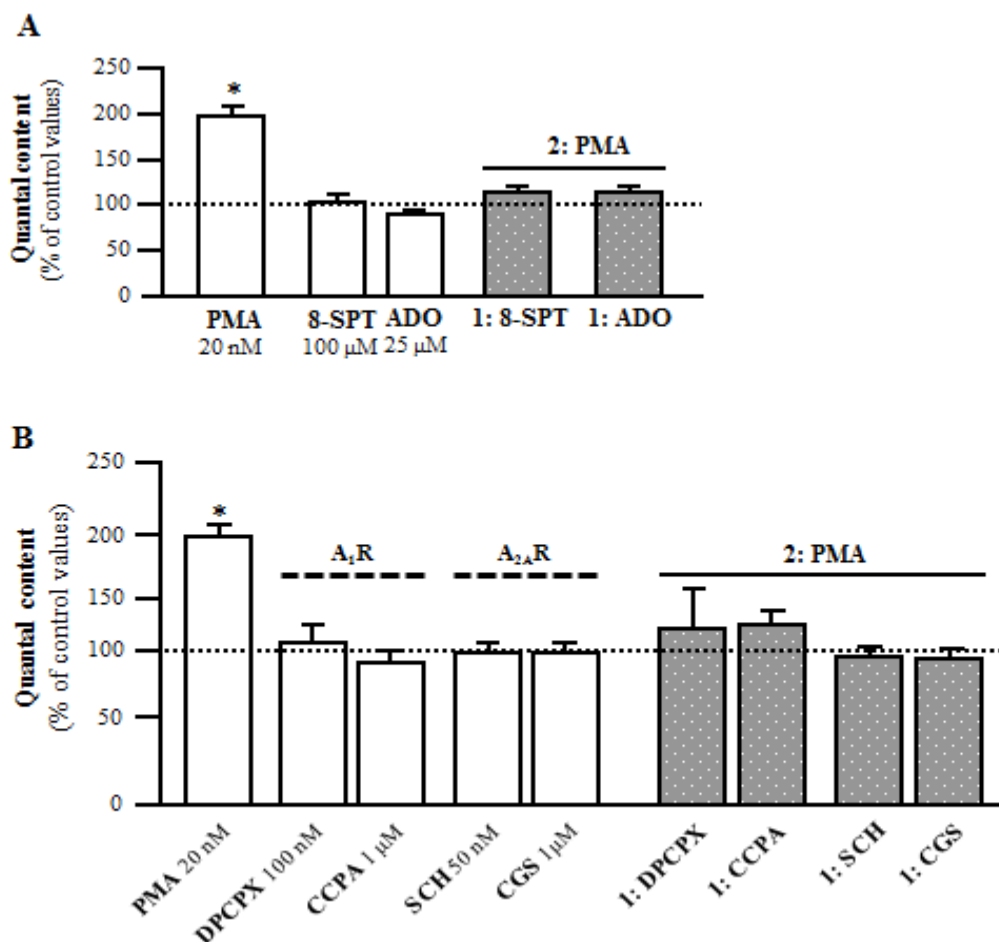 A
Quantal content
(% of control values)
250
200
150
100
50
0
*
2: PMA
PMA
20 nM
8-SPT
100 µM
ADO
25 µM
1: 8-SPT
1: ADO
B
Quantal content
(% of control values)
250
200
150
100
50
0
*
A₁R
A₂ₐR
2: PMA
PMA 20 nM
DPCPX 100 nM
CCPA 1 µM
SCH 50 nM
CGS 1µM
1: DPCPX
1: CCPA
1: SCH
1: CGS